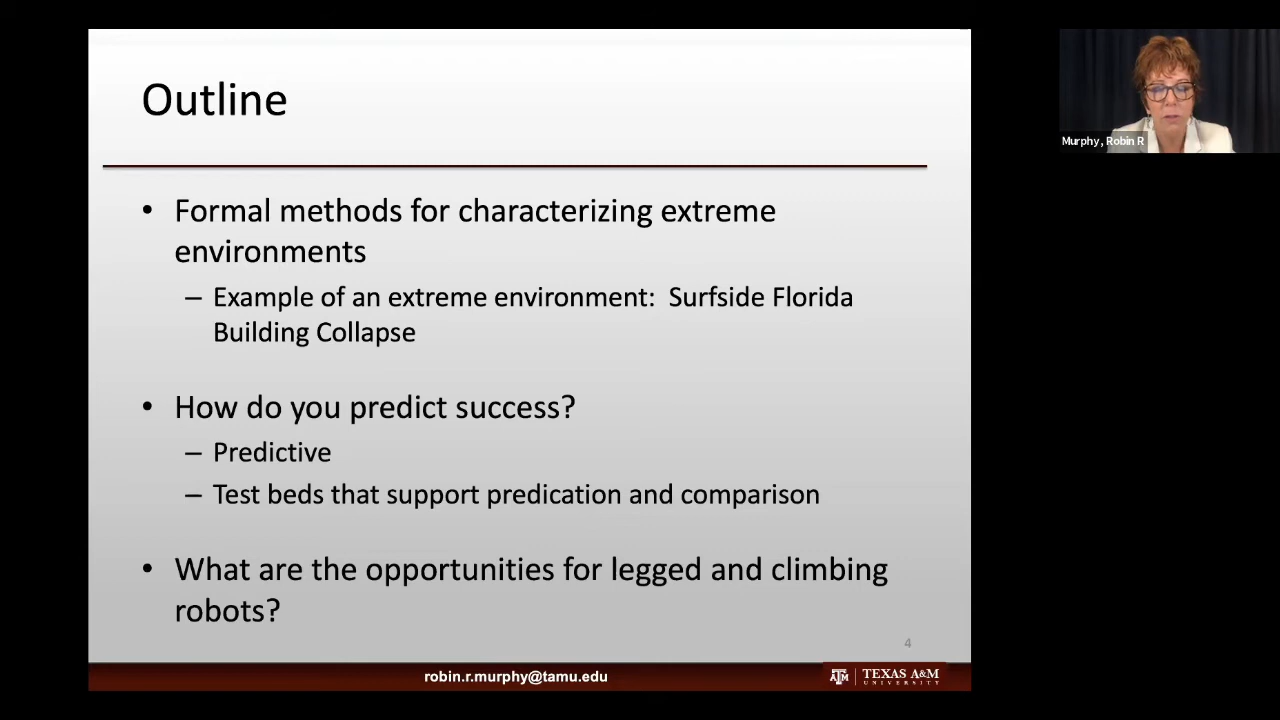 Outline
• Formal methods for characterizing extreme
environments
– Example of an extreme environment: Surfside Florida
Building Collapse
• How do you predict success?
– Predictive
– Test beds that support predication and comparison
• What are the opportunities for legged and climbing
robots?
4
robin.r.murphy@tamu.edu
ATM TEXAS A&M
UNIVERSITY
Murphy, Robin R